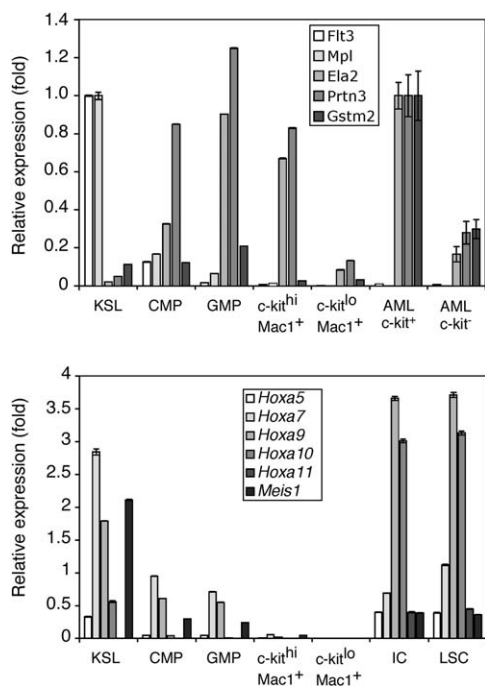 Relative expression (fold)
1.4
1.2
1.0
0.8
0.6
0.4
0.2
0
Flt3
Mpl
Ela2
Prtn3
Gstm2
KSL CMP GMP c-kitʰⁱ Mac1⁺ c-kitˡᵒ Mac1⁺ AML c-kit⁺ AML c-kit⁻
Relative expression (fold)
4
3.5
3
2.5
2
1.5
1
0.5
0
Hoxa5
Hoxa7
Hoxa9
Hoxa10
Hoxa11
Meis1
KSL CMP GMP c-kitʰⁱ Mac1⁺ c-kitˡᵒ Mac1⁺ IC LSC